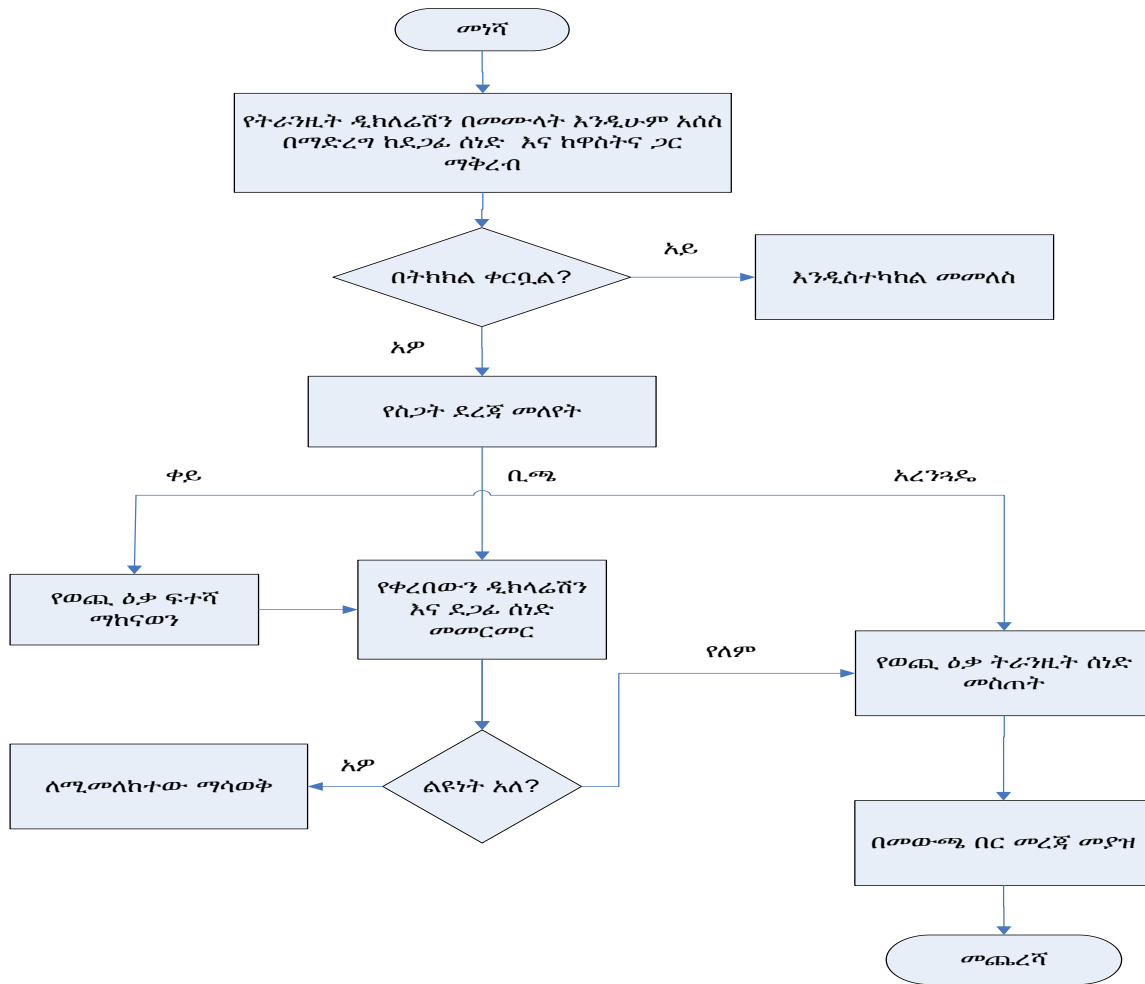 መነሻ
የትራንዚት ዲክለሬሽን በመሙላት እንዲሁም አሰስ
በማድረግ ከደጋፊ ሰነድ እና ከዋስትና ጋር
ማቅረብ
በትክክል ቀርቧል?
አይ
እንዲስተካከል መመለስ
አዎ
የስጋት ደረጃ መለየት
ቀይ
ቢጫ
አረንጓዴ
የወጪ ዕቃ ፍተሻ
ማከናወን
የቀረበውን ዲክላሬሽን
እና ደጋፊ ሰነድ
መመርመር
የለም
የወጪ ዕቃ ትራንዚት ሰነድ
መስጠት
ለሚመለከተው ማሳወቅ
አዎ
ልዩነት አለ?
በመውጫ በር መረጃ መያዝ
መጨረሻ